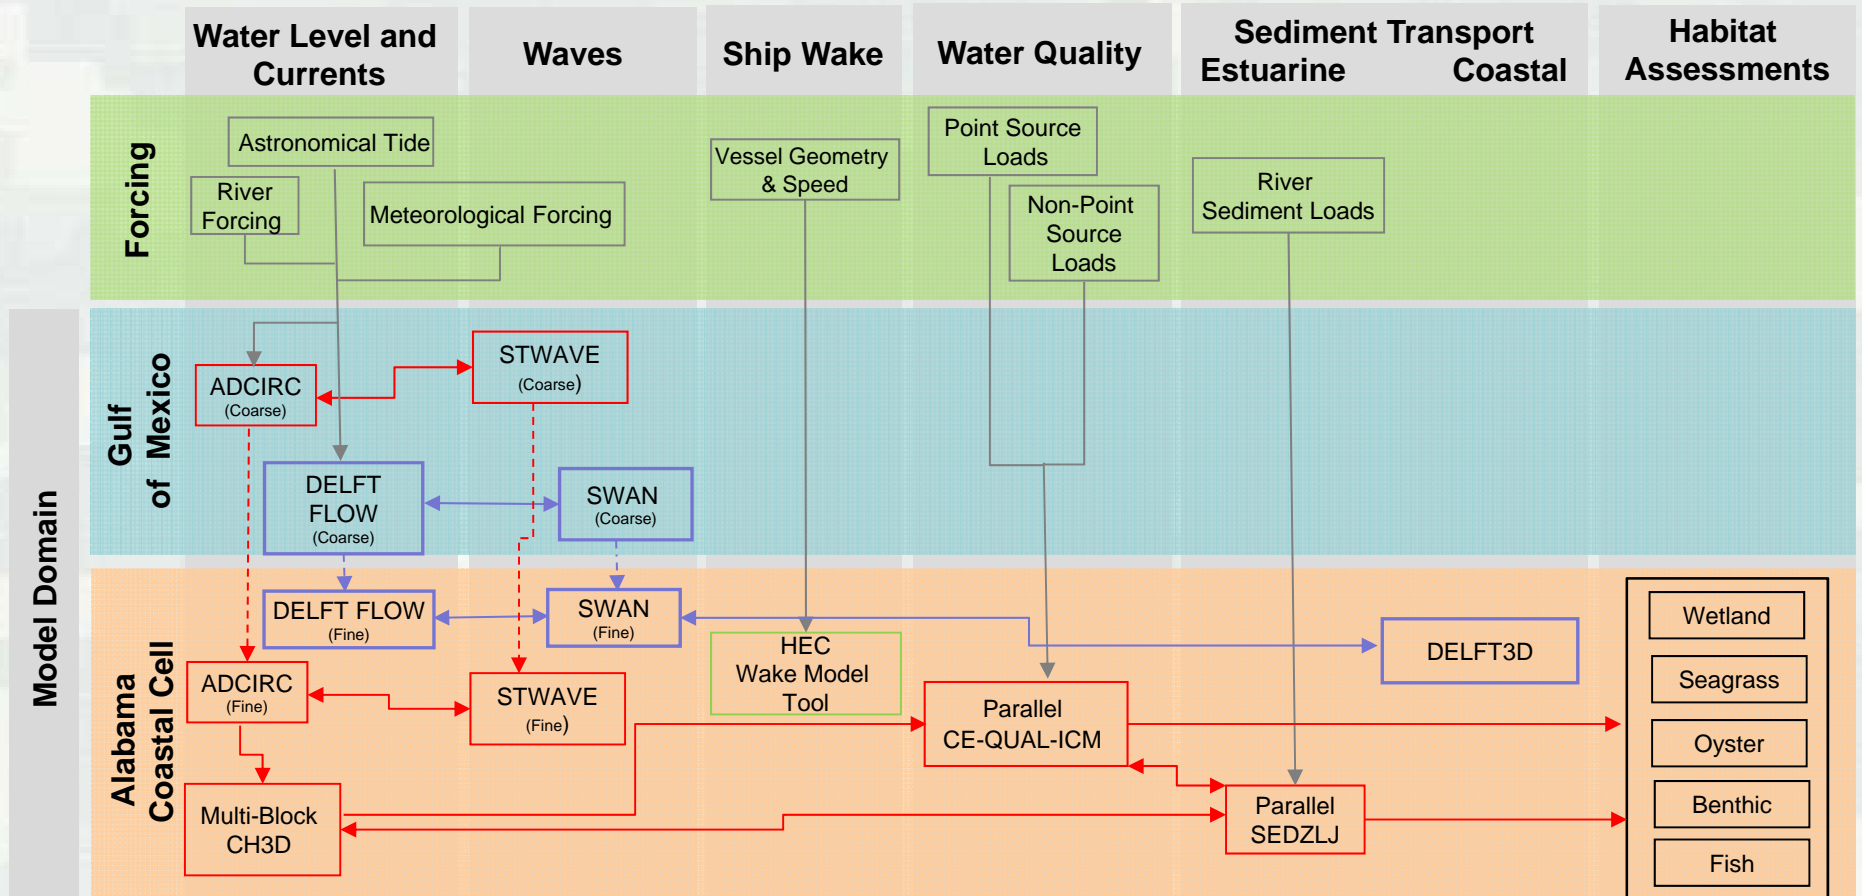 Water Level and
Currents
Waves
Ship Wake
Water Quality
Sediment Transport
Estuarine Coastal
Habitat
Assessments
Forcing
Astronomical Tide
River
Forcing
Meteorological Forcing
Vessel Geometry
& Speed
Point Source
Loads
Non-Point
Source
Loads
River
Sediment Loads
Model Domain
Gulf
of Mexico
ADCIRC
(Coarse)
STWAVE
(Coarse)
DELFT
FLOW
(Coarse)
SWAN
(Coarse)
Alabama
Coastal Cell
DELFT FLOW
(Fine)
SWAN
(Fine)
ADCIRC
(Fine)
STWAVE
(Fine)
HEC
Wake Model
Tool
DELFT3D
Parallel
CE-QUAL-ICM
Multi-Block
CH3D
Parallel
SEDZLJ
Wetland
Seagrass
Oyster
Benthic
Fish